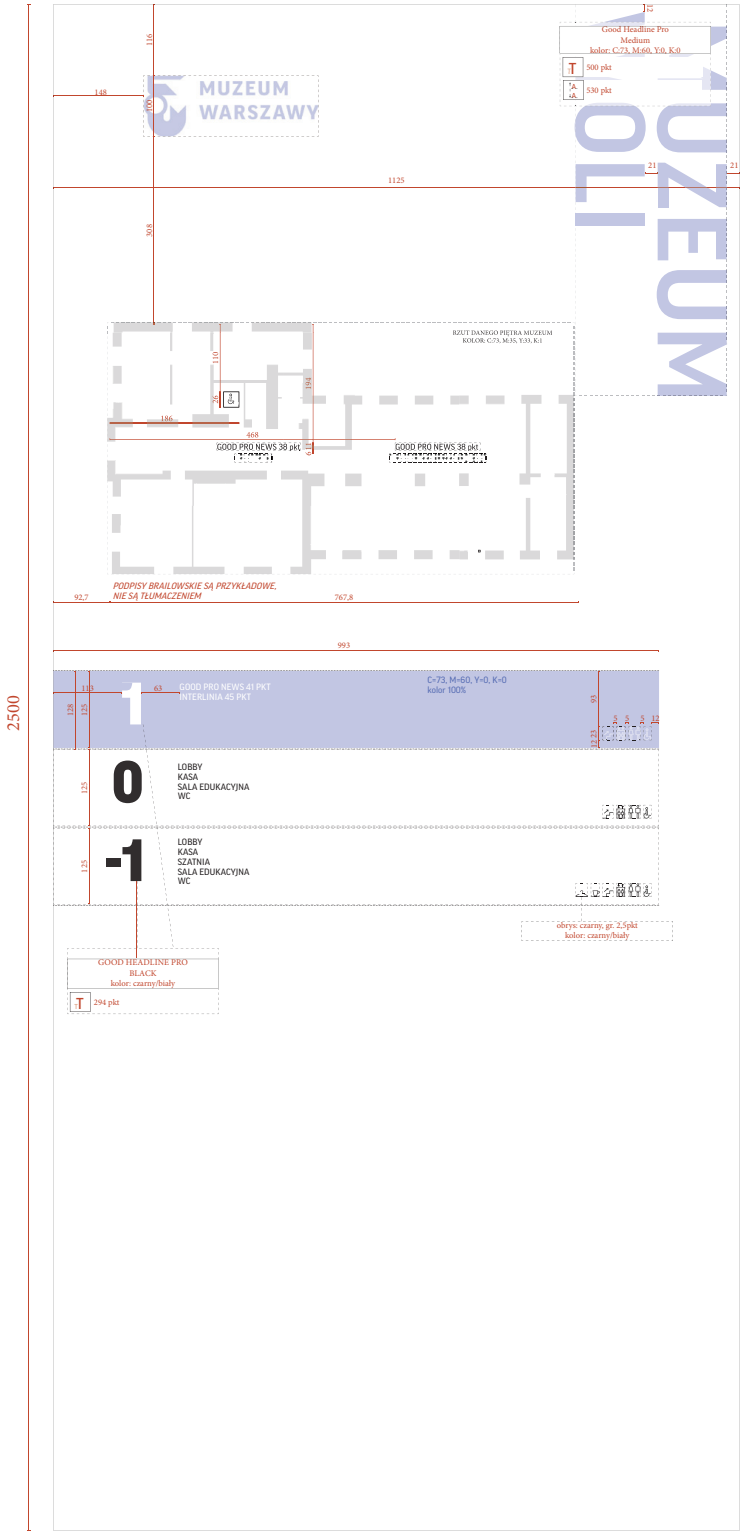 12
Good Headline Pro
Medium
kolor: C:73, M:60, Y:0, K:0
500 pkt
530 pkt
116
148
100
MUZEUM
WARSZAWY
MUZEUM
WOLI
21
21
1125
308
RZUT DANEGO PIĘTRA MUZEUM
KOLOR: C:73, M:35, Y:33, K:1
110
194
26
186
468
GOOD PRO NEWS 38 pkt
GOOD PRO NEWS 38 pkt
PODPISY BRAILOWSKIE SĄ PRZYKŁADOWE,
NIE SĄ TŁUMACZENIEM
92,7
767,8
993
2500
113
1
63
GOOD PRO NEWS 41 PKT
INTERLINIA 45 PKT
C=73, M=60, Y=0, K=0
kolor 100%
128
125
93
5
5
5
12
12 23
125
0
LOBBY
KASA
SALA EDUKACYJNA
WC
125
-1
LOBBY
KASA
SZATNIA
SALA EDUKACYJNA
WC
obrys: czarny, gr. 2,5pkt
kolor: czarny/biały
GOOD HEADLINE PRO
BLACK
kolor: czarny/biały
294 pkt